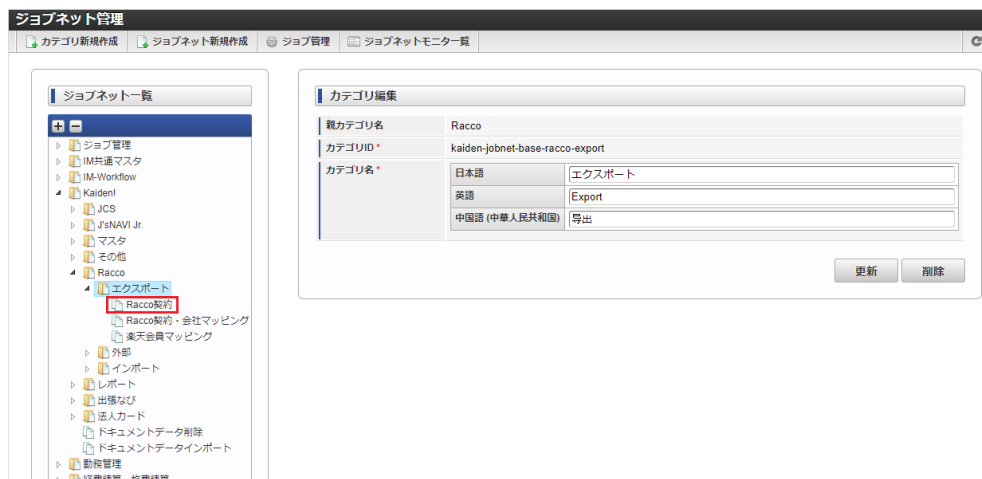 ジョブネット管理
カテゴリ新規作成 ジョブネット新規作成 ジョブ管理 ジョブネットモニター覧
ジョブネット一覧
ジョブ管理
IM共通マスタ
IM-Workflow
Kaiden!
JCS
J'sNAVI Jr.
マスタ
その他
Racco
エクスポート
Racco契約
Racco契約・会社マッピング
楽天会員マッピング
外部
インポート
レポート
出張なび
法人カード
ドキュメントデータ削除
ドキュメントデータインポート
勤務管理
カテゴリ編集
親カテゴリ名 Racco
カテゴリID * kaiden-jobnet-base-racco-export
カテゴリ名 * 日本語 エクスポート
英語 Export
中国語 (中華人民共和国) 导出
更新 削除